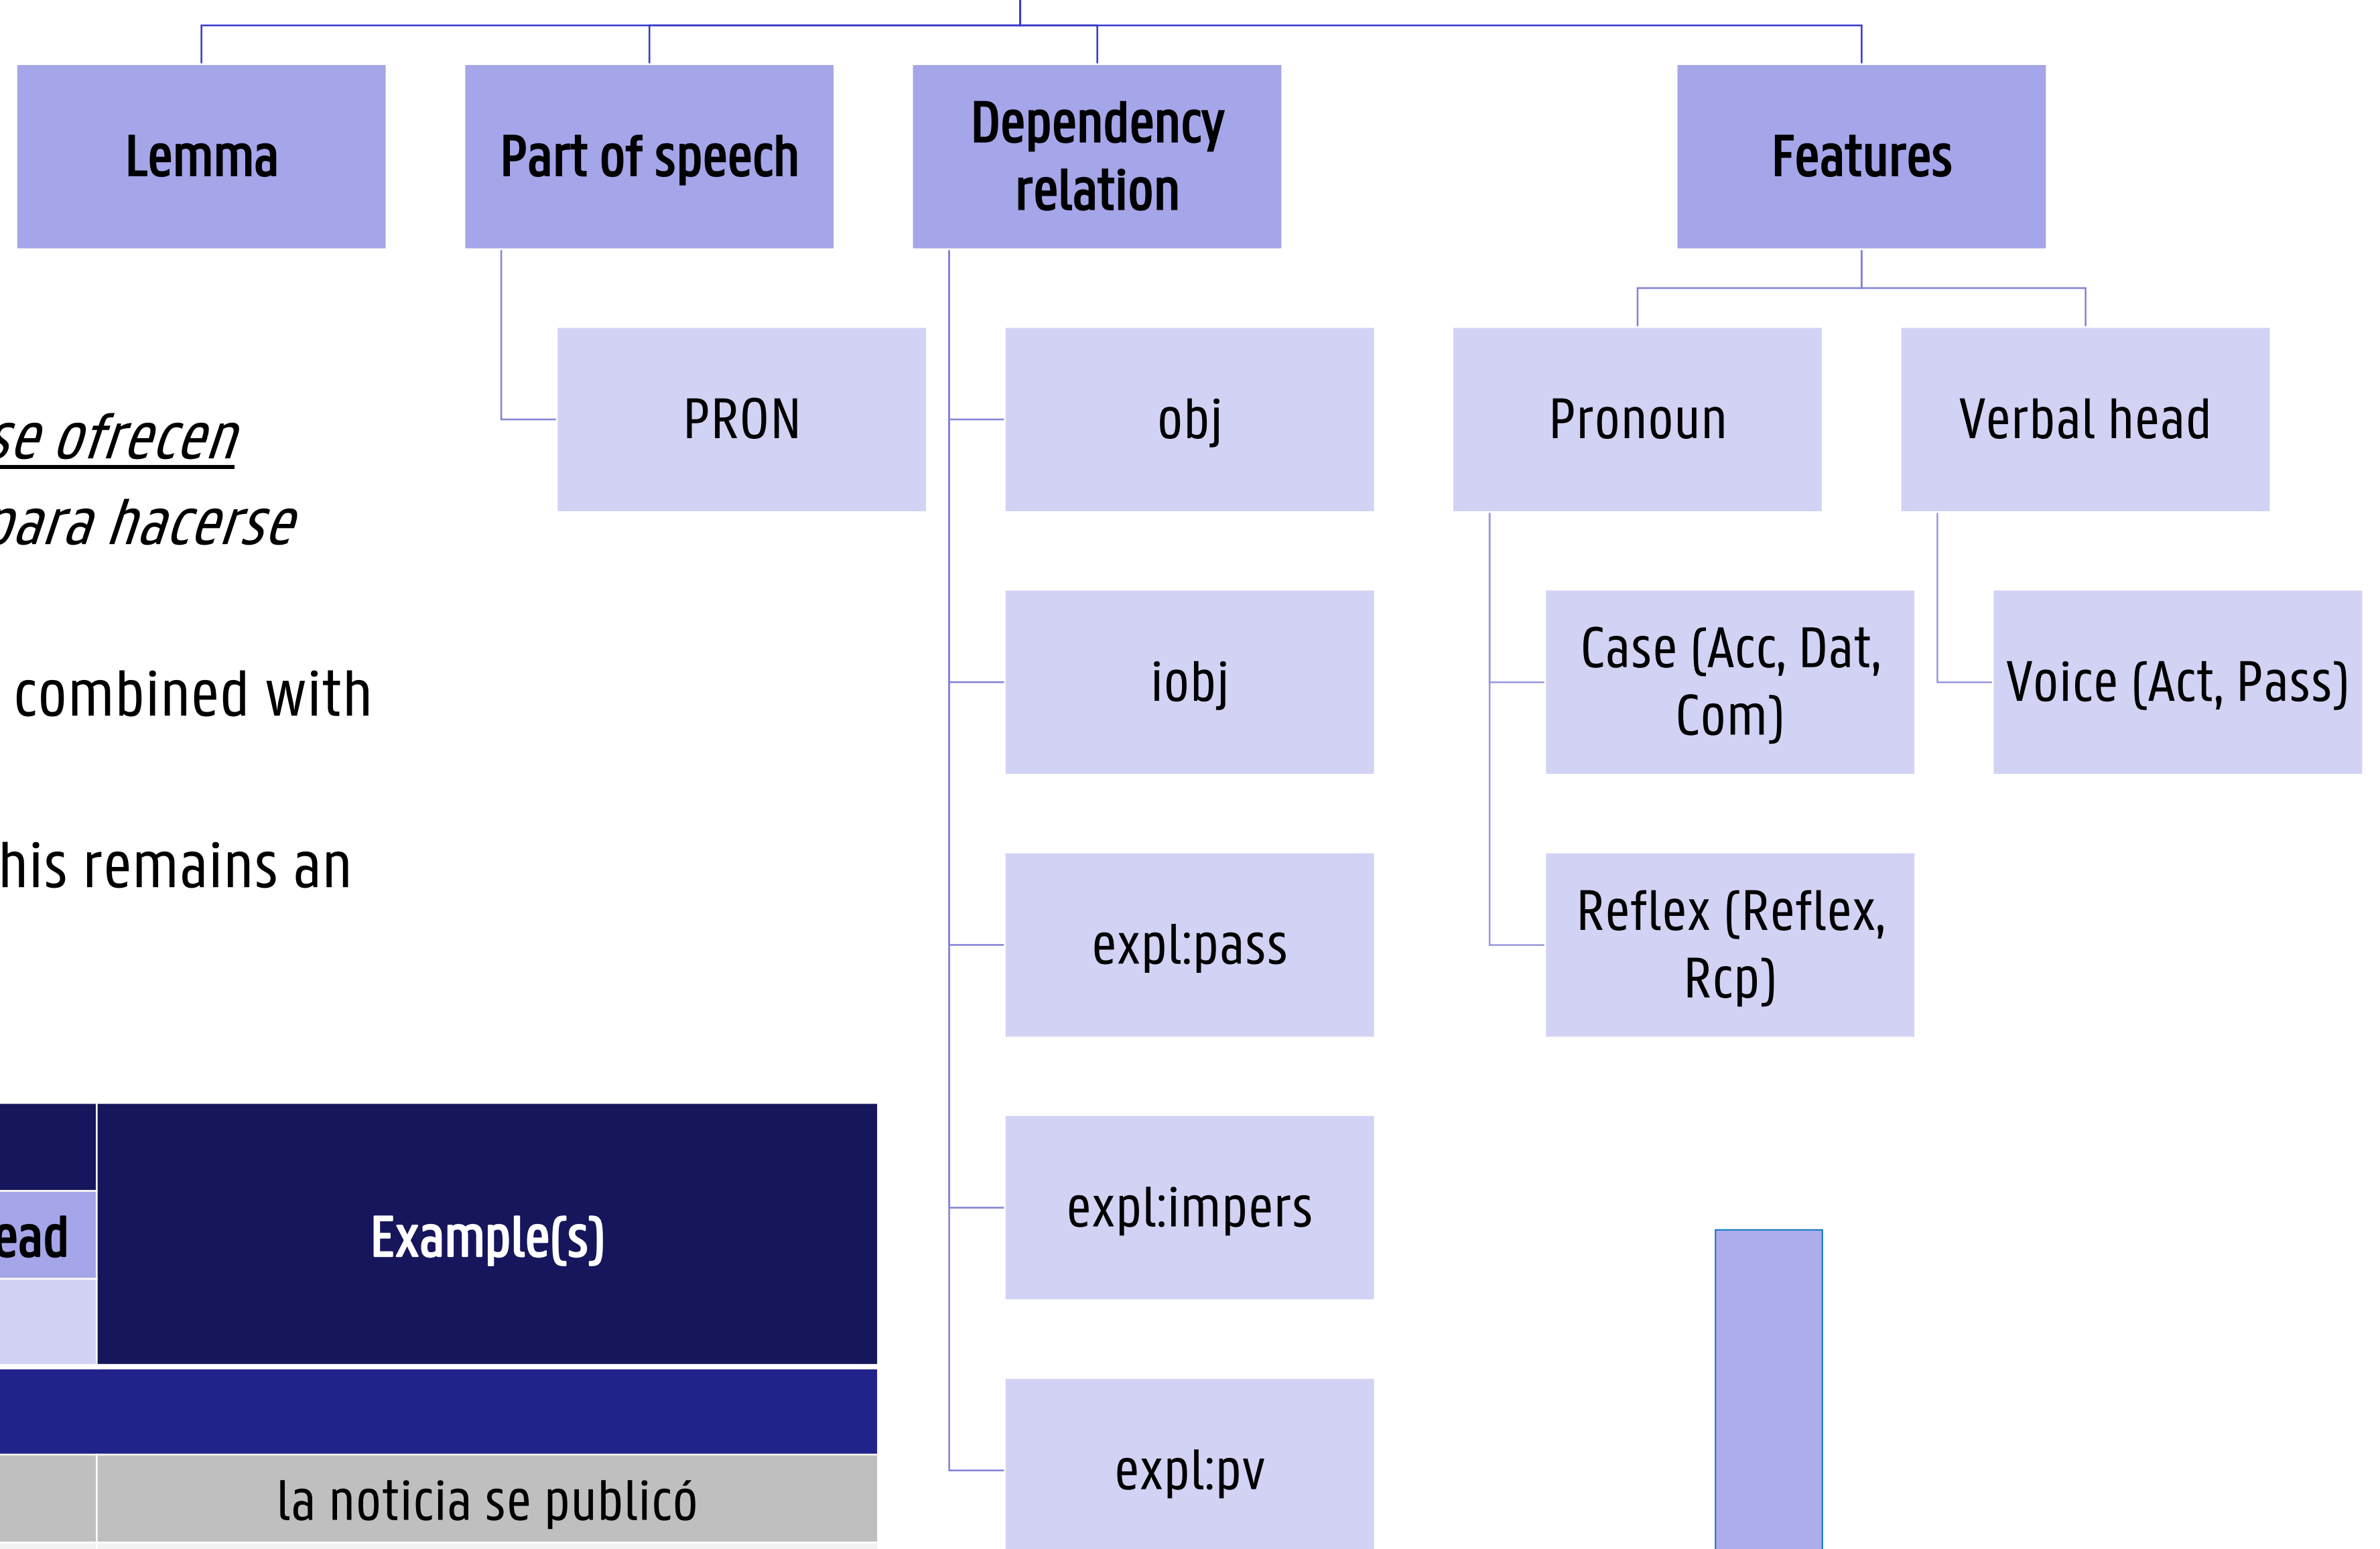 Lemma
Part of speech
Dependency
relation
Features
PRON
obj
Pronoun
Verbal head
se ofrecen
para hacerse
iobj
Case (Acc, Dat,
Com)
Voice (Act, Pass)
combined with
his remains an
expl:pass
Reflex (Reflex,
Rcp)
expl:impers
ead
Example(s)
expl:pv
la noticia se publicó